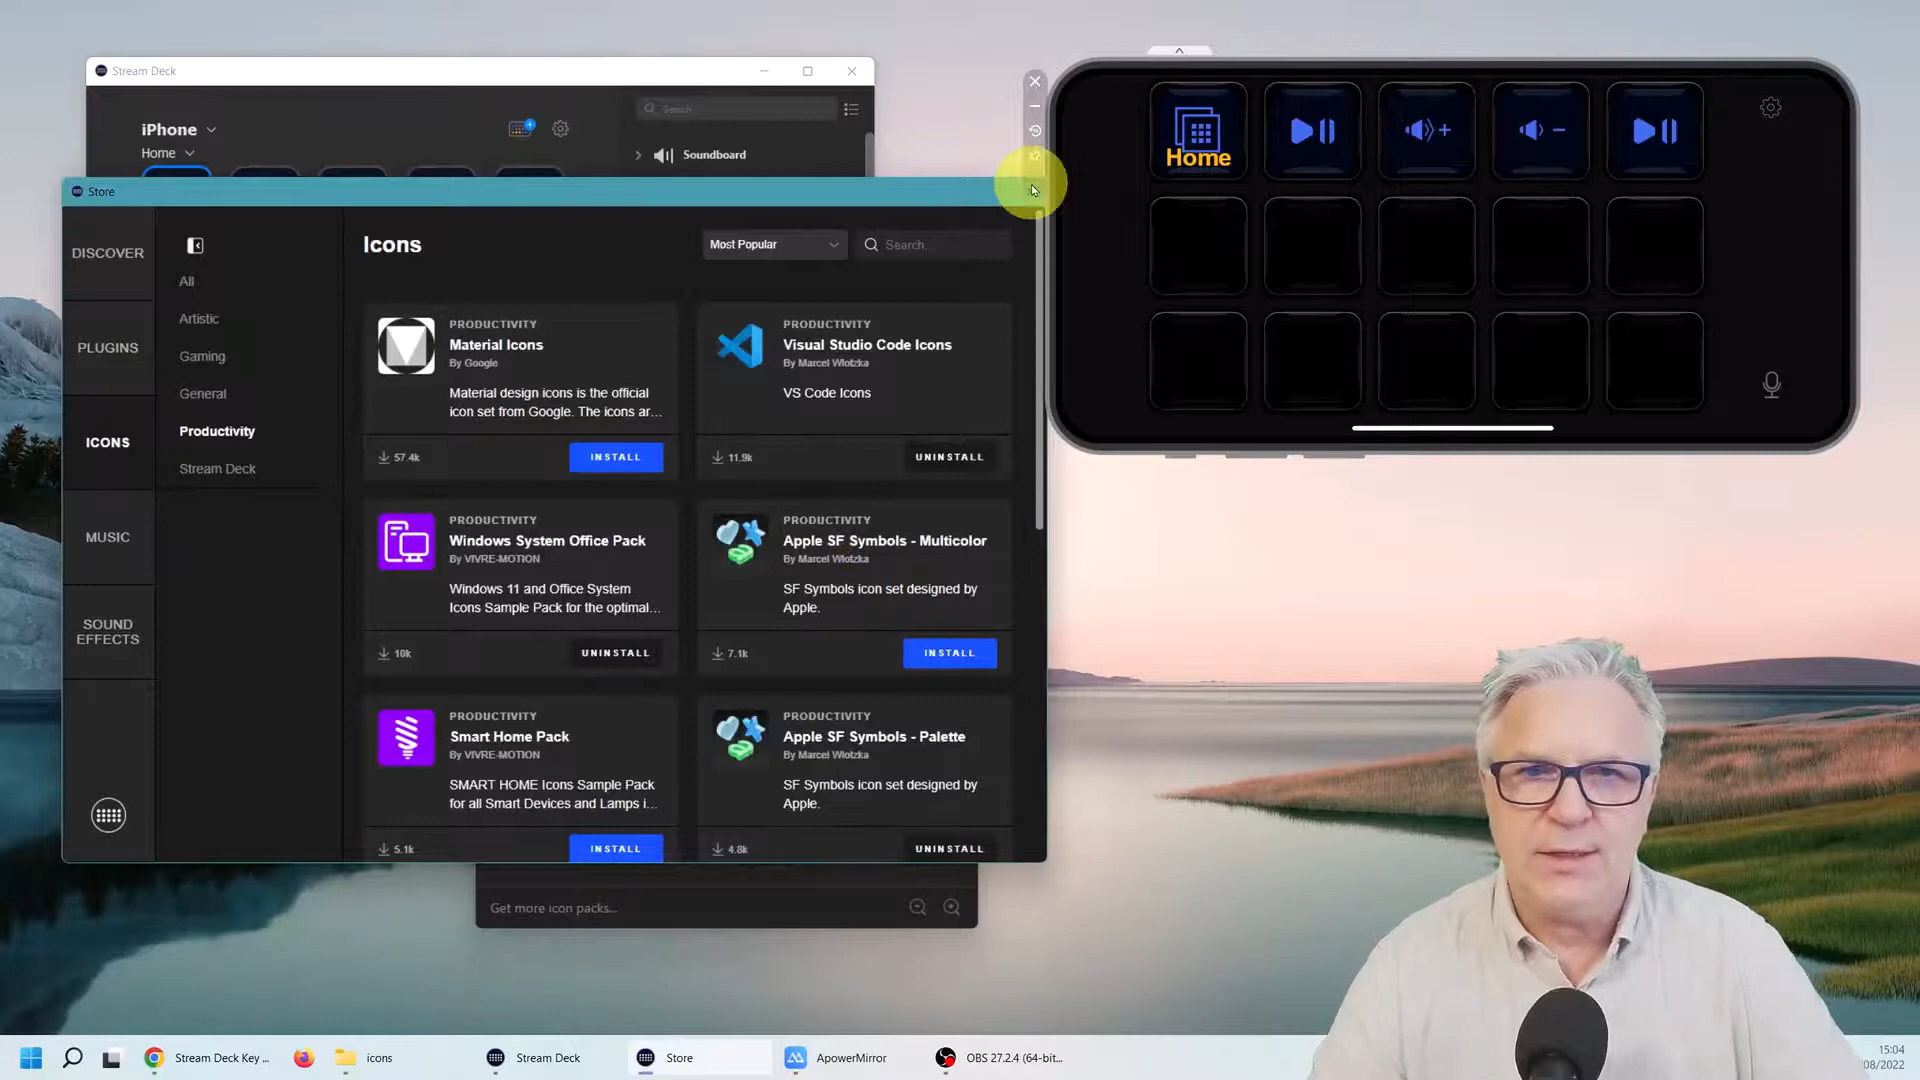 Stream Deck
iPhone
Home
Search
Soundboard
Store
DISCOVER
PLUGINS
ICONS
MUSIC
SOUND
EFFECTS
All
Artistic
Gaming
General
Productivity
Stream Deck
Icons
Most Popular
Search.
PRODUCTIVITY
Material Icons
By Google
Material design icons is the official
icon set from Google. The icons ar...
57.4k
INSTALL
PRODUCTIVITY
Visual Studio Code Icons
By Marcel Wlotzka
VS Code Icons
11.9k
UNINSTALL
PRODUCTIVITY
Windows System Office Pack
By VIVRE-MOTION
Windows 11 and Office System
Icons Sample Pack for the optimal...
10k
UNINSTALL
PRODUCTIVITY
Apple SF Symbols - Multicolor
By Marcel Wlotzka
SF Symbols icon set designed by
Apple.
7.1k
INSTALL
PRODUCTIVITY
Smart Home Pack
By VIVRE-MOTION
SMART HOME Icons Sample Pack
for all Smart Devices and Lamps i...
5.1k
INSTALL
PRODUCTIVITY
Apple SF Symbols - Palette
By Marcel Wlotzka
SF Symbols icon set designed by
Apple.
4.8k
UNINSTALL
Get more icon packs...
Home
Stream Deck Key ...
icons
Stream Deck
Store
ApowerMirror
OBS 27.2.4 (64-bit...
15:04
08/2022